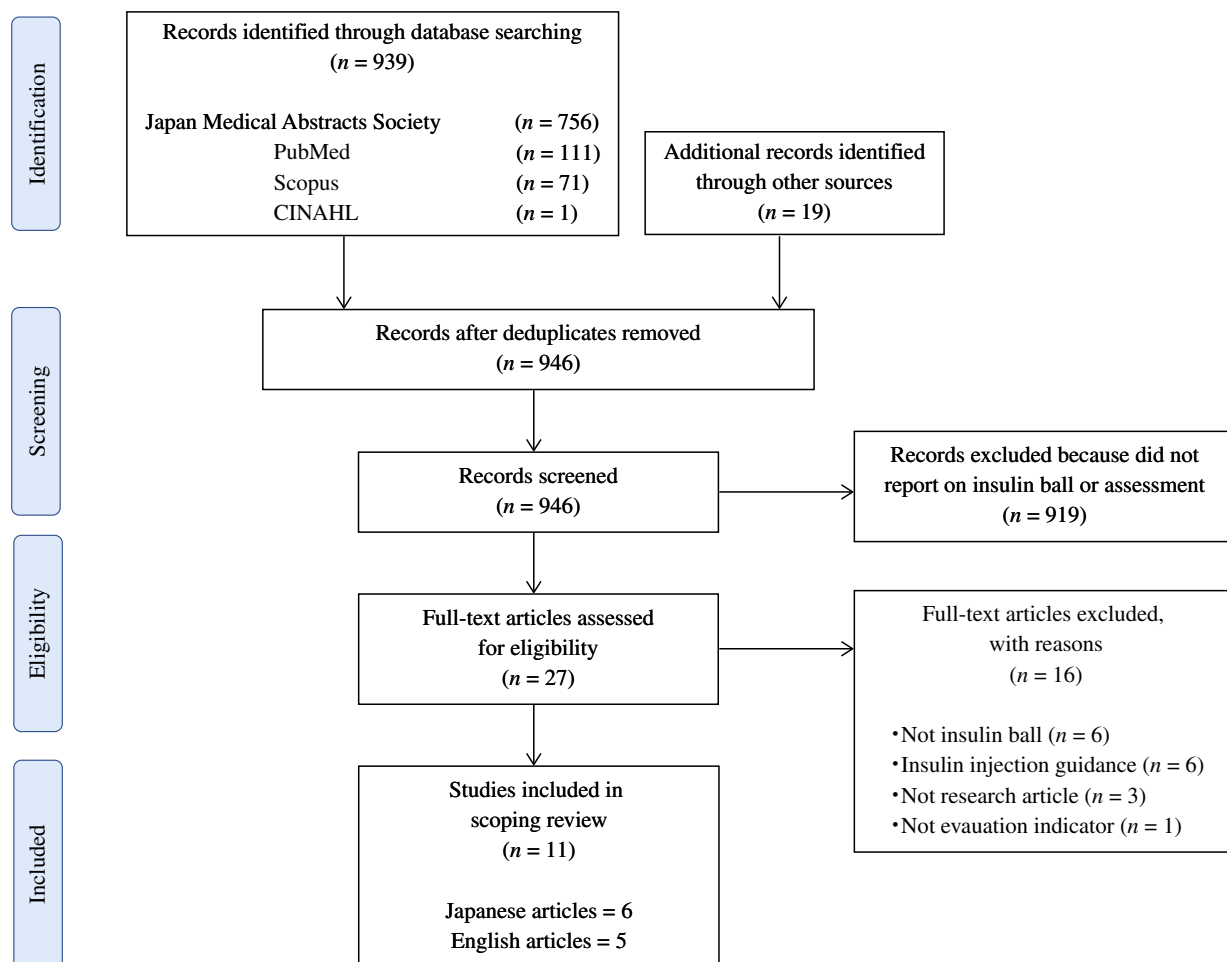 Identification
Records identified through database searching
(n = 939)
Japan Medical Abstracts Society (n = 756)
PubMed (n = 111)
Scopus (n = 71)
CINAHL (n = 1)
Additional records identified
through other sources
(n = 19)
Screening
Records after deduplicates removed
(n = 946)
Records screened
(n = 946)
Records excluded because did not
report on insulin ball or assessment
(n = 919)
Eligibility
Full-text articles assessed
for eligibility
(n = 27)
Full-text articles excluded,
with reasons
(n = 16)
・Not insulin ball (n = 6)
・Insulin injection guidance (n = 6)
・Not research article (n = 3)
・Not evauation indicator (n = 1)
Included
Studies included in
scoping review
(n = 11)
Japanese articles = 6
English articles = 5